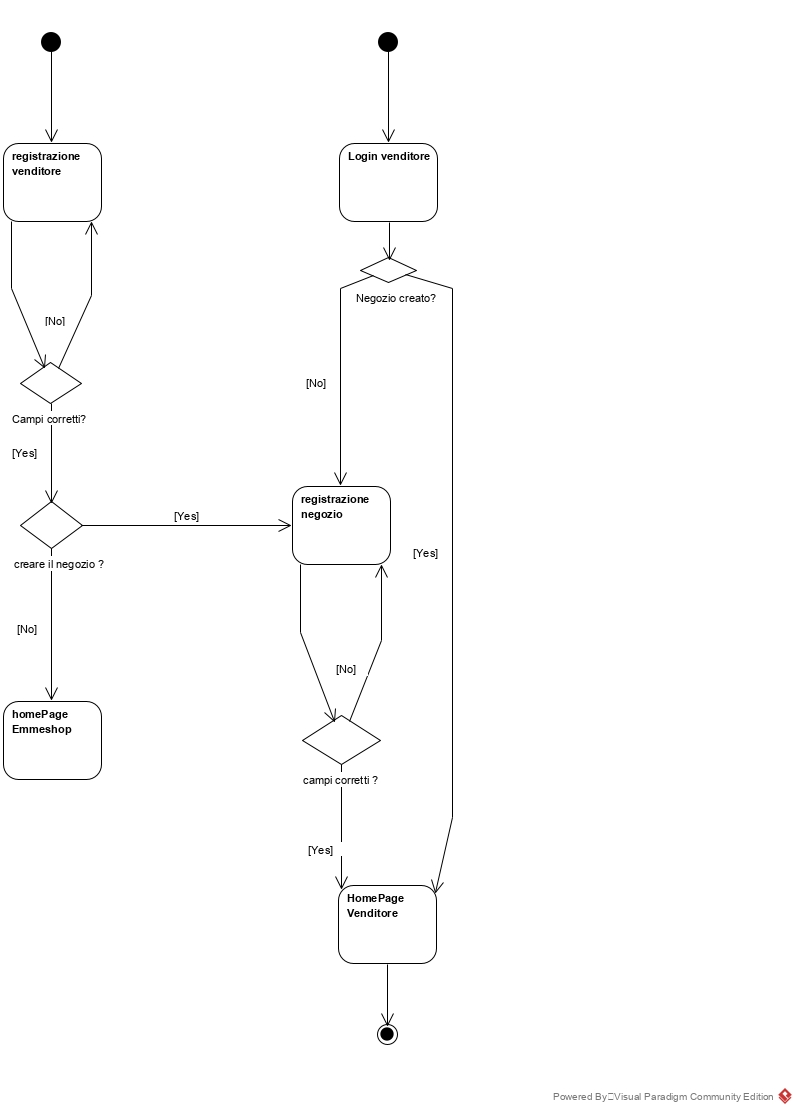 registrazione
venditore
Login venditore
Negozio creato?
[No]
[No]
Campi corretti?
[Yes]
registrazione
negozio
[Yes]
[Yes]
creare il negozio ?
[No]
[No]
homePage
Emmeshop
campi corretti ?
[Yes]
HomePage
Venditore
Powered By Visual Paradigm Community Edition